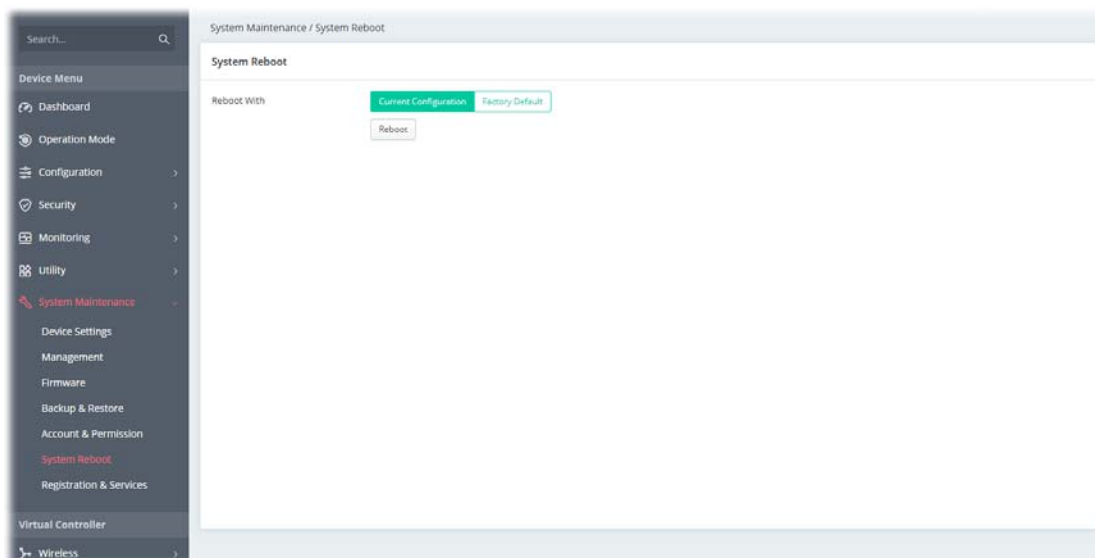 Search...
Device Menu
Dashboard
Operation Mode
Configuration
Security
Monitoring
Utility
System Maintenance
Device Settings
Management
Firmware
Backup & Restore
Account & Permission
System Reboot
Registration & Services
Virtual Controller
Wireless
System Maintenance / System Reboot
System Reboot
Reboot With
Current Configuration Factory Default
Reboot